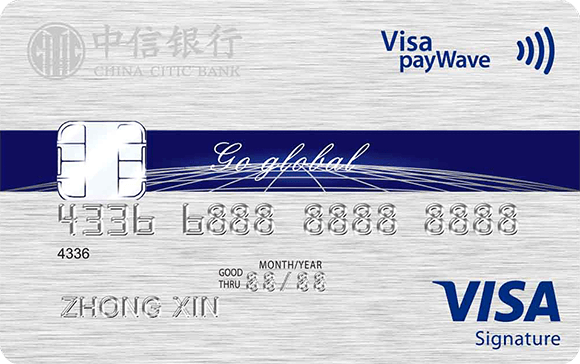 中信银行
CHINA CITIC BANK
Visa
payWave
Go global
4336 6888 8888 8888
4336
MONTH/YEAR
GOOD
THRU 88/88
ZHONG XIN
VISA
Signature